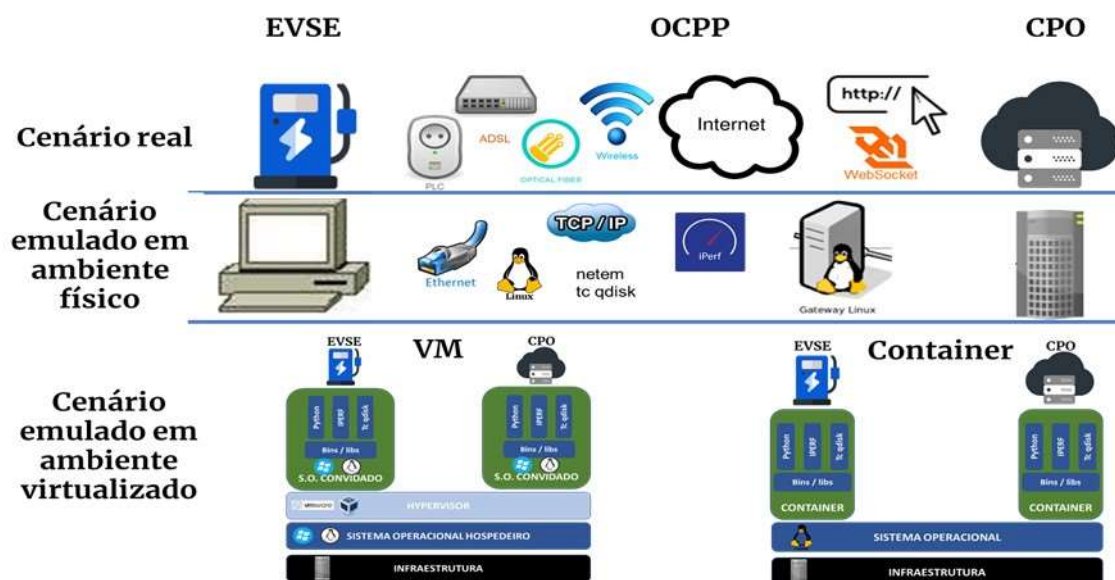 EVSE OCPP CPO
Cenário real
PLC
ADSL
OPTICAL FIBER
Wireless
Internet
http://
WebSocket
Cenário
emulado em
ambiente
físico
Ethernet
Linux
TCP / IP
netem
tc qdisk
iPerf
Gateway Linux
Cenário
emulado em
ambiente
virtualizado
VM
EVSE CPO
Python IPERF Tc qdisk
Bins / libs
S.O. CONVIDADO
Python IPERF Tc qdisk
Bins / libs
S.O. CONVIDADO
vmware
HYPERVISOR
SISTEMA OPERACIONAL HOSPEDEIRO
INFRAESTRUTURA
Container
EVSE CPO
Python IPERF Tc qdisk
Bins / libs
CONTAINER
Python IPERF Tc qdisk
Bins / libs
CONTAINER
SISTEMA OPERACIONAL
INFRAESTRUTURA